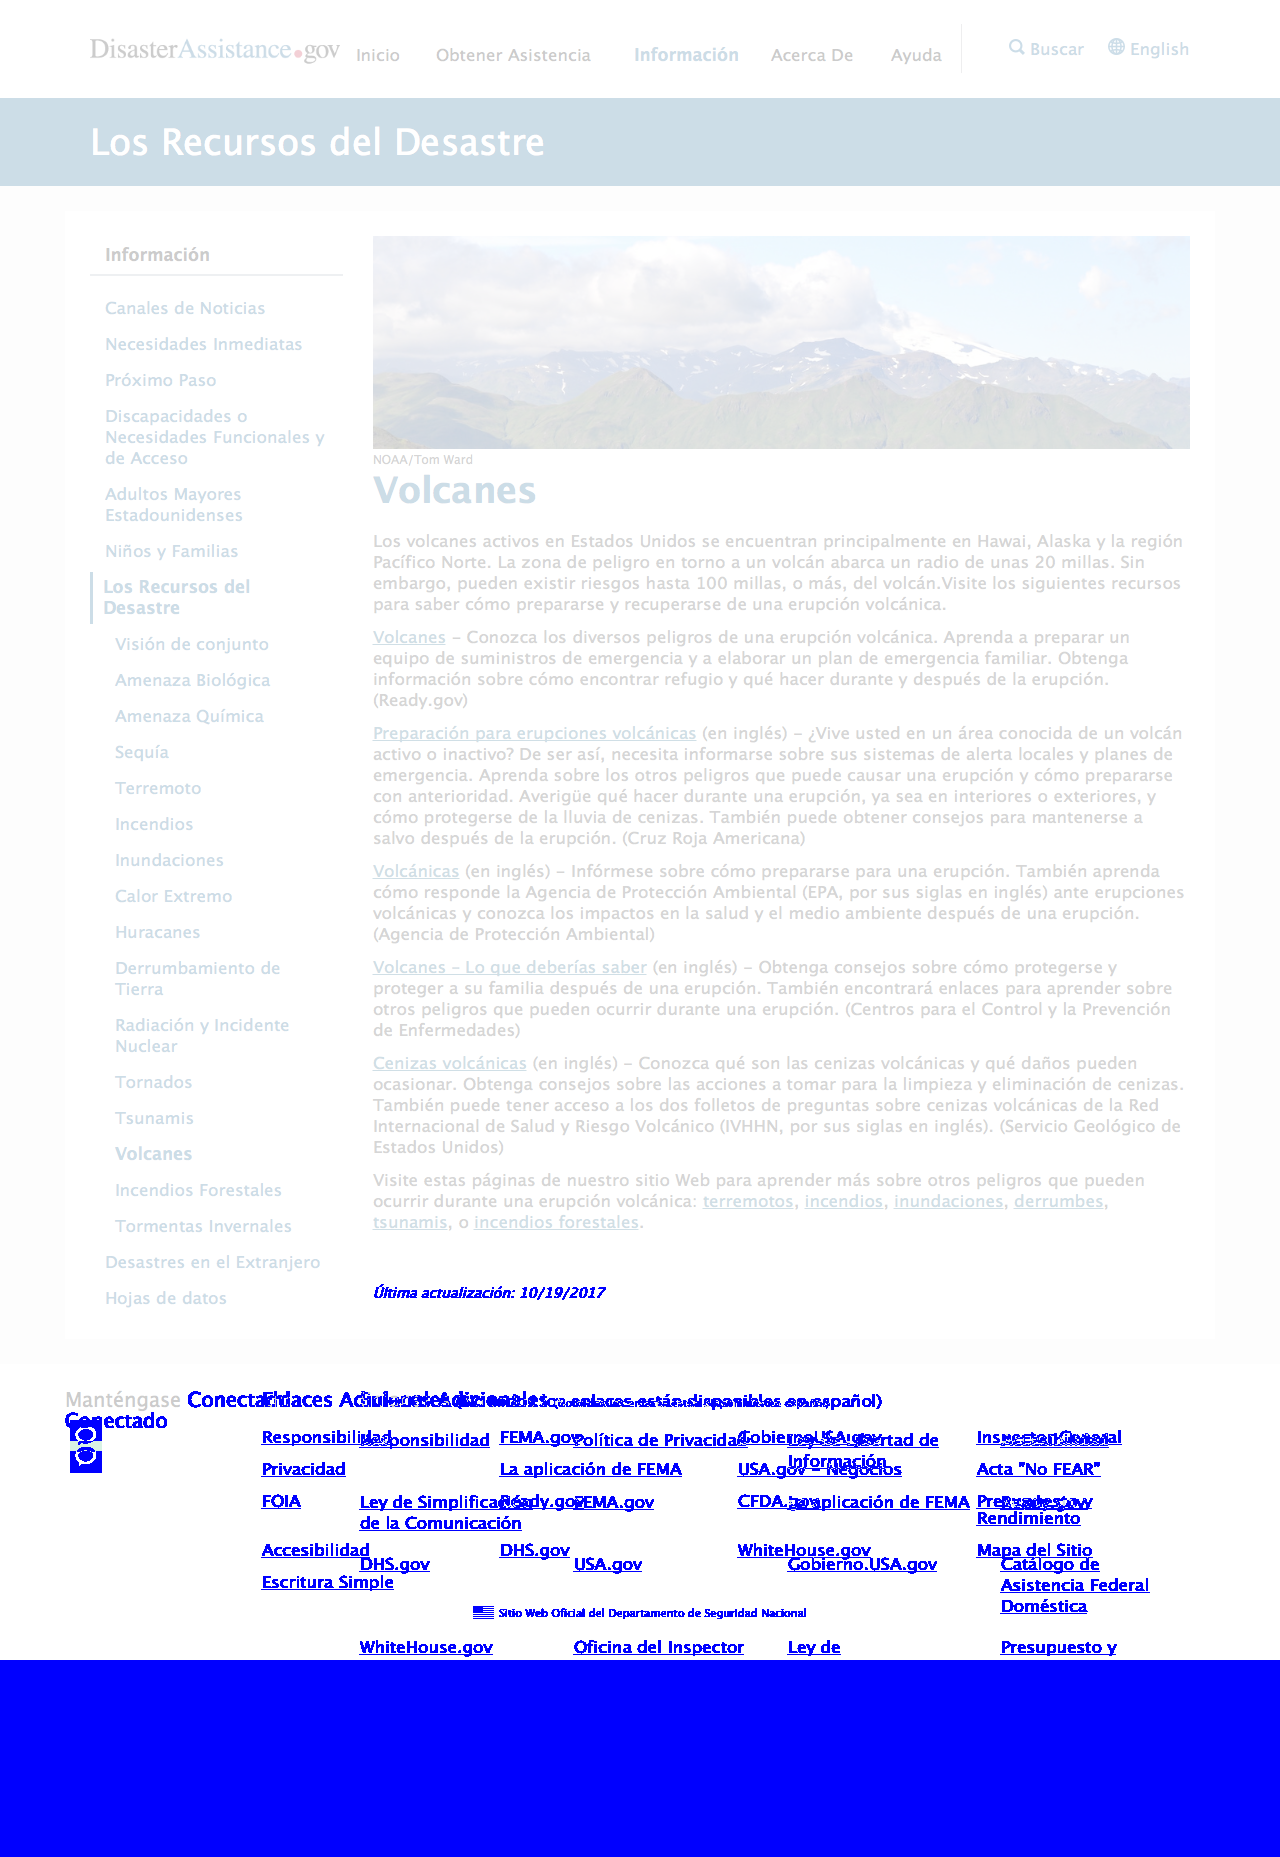 DisasterAssistance.gov
Inicio
Obtener Asistencia
Información
Acerca De
Ayuda
Buscar
English
Los Recursos del Desastre
Información
Canales de Noticias
Necesidades Inmediatas
Próximo Paso
Discapacidades o
Necesidades Funcionales y
de Acceso
Adultos Mayores
Estadounidenses
Niños y Familias
Los Recursos del
Desastre
Visión de conjunto
Amenaza Biológica
Amenaza Química
Sequía
Terremoto
Incendios
Inundaciones
Calor Extremo
Huracanes
Derrumbamiento de
Tierra
Radiación y Incidente
Nuclear
Tornados
Tsunamis
Volcanes
Incendios Forestales
Tormentas Invernales
Desastres en el Extranjero
Hojas de datos
NOAA/Tom Ward
Volcanes
Los volcanes activos en Estados Unidos se encuentran principalmente en Hawai, Alaska y la región
Pacífico Norte. La zona de peligro en torno a un volcán abarca un radio de unas 20 millas. Sin
embargo, pueden existir riesgos hasta 100 millas, o más, del volcán.Visite los siguientes recursos
para saber cómo prepararse y recuperarse de una erupción volcánica.
Volcanes – Conozca los diversos peligros de una erupción volcánica. Aprenda a preparar un
equipo de suministros de emergencia y a elaborar un plan de emergencia familiar. Obtenga
información sobre cómo encontrar refugio y qué hacer durante y después de la erupción.
(Ready.gov)
Preparación para erupciones volcánicas (en inglés) – ¿Vive usted en un área conocida de un volcán
activo o inactivo? De ser así, necesita informarse sobre sus sistemas de alerta locales y planes de
emergencia. Aprenda sobre los otros peligros que puede causar una erupción y cómo prepararse
con anterioridad. Averigüe qué hacer durante una erupción, ya sea en interiores o exteriores, y
cómo protegerse de la lluvia de cenizas. También puede obtener consejos para mantenerse a
salvo después de la erupción. (Cruz Roja Americana)
Volcánicas (en inglés) – Infórmese sobre cómo prepararse para una erupción. También aprenda
cómo responde la Agencia de Protección Ambiental (EPA, por sus siglas en inglés) ante erupciones
volcánicas y conozca los impactos en la salud y el medio ambiente después de una erupción.
(Agencia de Protección Ambiental)
Volcanes – Lo que deberías saber (en inglés) – Obtenga consejos sobre cómo protegerse y
proteger a su familia después de una erupción. También encontrará enlaces para aprender sobre
otros peligros que pueden ocurrir durante una erupción. (Centros para el Control y la Prevención
de Enfermedades)
Cenizas volcánicas (en inglés) – Conozca qué son las cenizas volcánicas y qué daños pueden
ocasionar. Obtenga consejos sobre las acciones a tomar para la limpieza y eliminación de cenizas.
También puede tener acceso a los dos folletos de preguntas sobre cenizas volcánicas de la Red
Internacional de Salud y Riesgo Volcánico (IVHHN, por sus siglas en inglés). (Servicio Geológico de
Estados Unidos)
Visite estas páginas de nuestro sitio Web para aprender más sobre otros peligros que pueden
ocurrir durante una erupción volcánica: terremotos, incendios, inundaciones, derrumbes,
tsunamis, o incendios forestales.
Última actualización: 10/19/2017
Manténgase
Conectado
enlaces están disponibles en español)
Responsibilidad
Responsibilidad
FEMA.gov
Política de Privacidad
Gobierno.USA.gov
Libertad de
Información
Inspector General
Privacidad
La aplicación de FEMA
USA.gov – Negocios
Acta "No FEAR"
FOIA
Ley de Simplificación
de la Comunicación
Ready.gov
FEMA.gov
CFDA.gov
La aplicación de FEMA
Presupuesto y
Rendimiento
Accesibilidad
DHS.gov
DHS.gov
USA.gov
WhiteHouse.gov
Gobierno.USA.gov
Mapa del Sitio
Catálogo de
Asistencia Federal
Doméstica
Escritura Simple
Sitio Web Oficial del Departamento de Seguridad Nacional
WhiteHouse.gov
Oficina del Inspector
Ley de
Presupuesto y